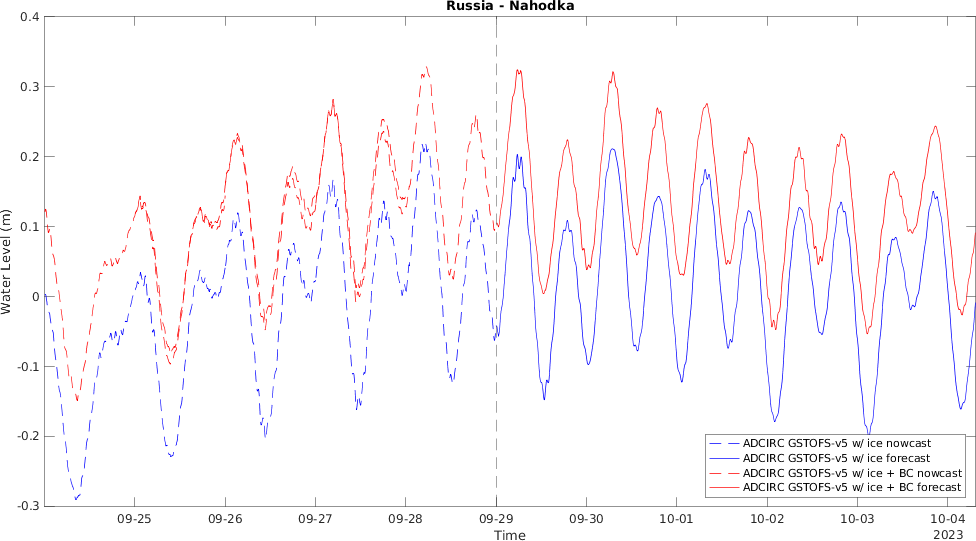 Russia - Nahodka
0.4
0.3
0.2
0.1
0
-0.1
-0.2
-0.3
Water Level (m)
09-25 09-26 09-27 09-28 09-29 09-30 10-01 10-02 10-03 10-04
2023
Time
ADCIRC GSTOFS-v5 w/ ice nowcast
ADCIRC GSTOFS-v5 w/ ice forecast
ADCIRC GSTOFS-v5 w/ ice + BC nowcast
ADCIRC GSTOFS-v5 w/ ice + BC forecast